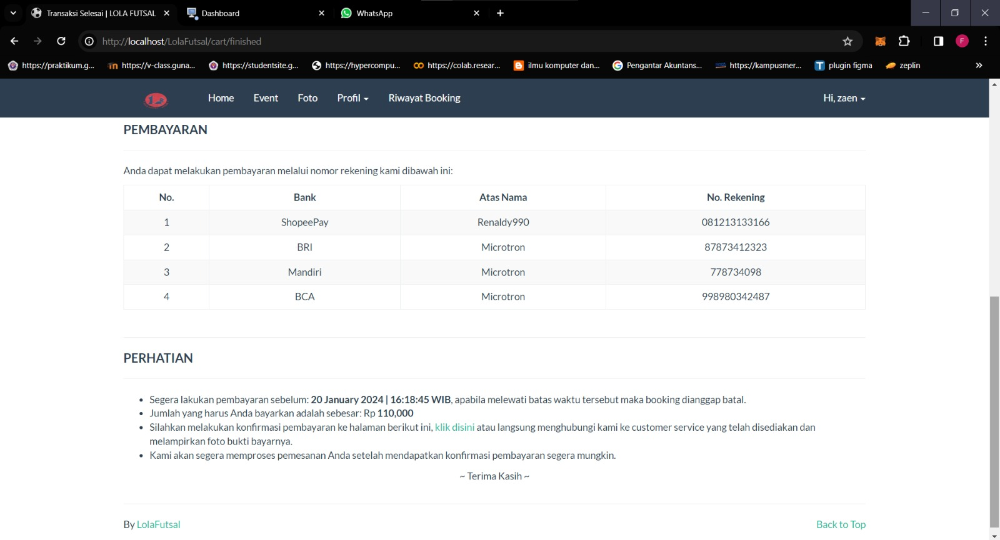 Transaksi Selesai | LOLA FUTSAL
Dashboard
WhatsApp
http://localhost/LolaFutsal/cart/finished
F
https://praktikum.g...
https://v-class.guna...
https://studentsite.g...
https://hypercompu...
https://colab.resear...
ilmu komputer dan...
Pengantar Akuntans...
https://kampusmer...
plugin figma
zeplin
Home
Event
Foto
Profil
Riwayat Booking
Hi, zaen
PEMBAYARAN
Anda dapat melakukan pembayaran melalui nomor rekening kami dibawah ini:
No. Bank Atas Nama No. Rekening
1 ShopeePay Renaldy990 081213133166
2 BRI Microtron 87873412323
3 Mandiri Microtron 778734098
4 BCA Microtron 998980342487
PERHATIAN
• Segera lakukan pembayaran sebelum: 20 January 2024 | 16:18:45 WIB, apabila melewati batas waktu tersebut maka booking dianggap batal.
• Jumlah yang harus Anda bayarkan adalah sebesar: Rp 110,000
• Silahkan melakukan konfirmasi pembayaran ke halaman berikut ini, klik disini atau langsung menghubungi kami ke customer service yang telah disediakan dan
melampirkan foto bukti bayarnya.
• Kami akan segera memproses pemesanan Anda setelah mendapatkan konfirmasi pembayaran segera mungkin.
~ Terima Kasih ~
By LolaFutsal
Back to Top